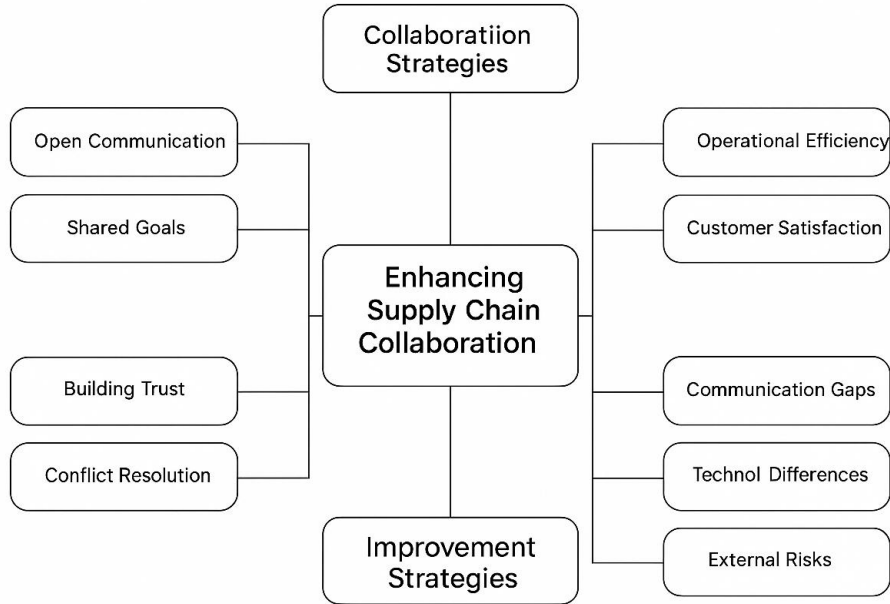 Collaboratiion
Strategies
Open Communication
Shared Goals
Building Trust
Conflict Resolution
Enhancing
Supply Chain
Collaboration
Operational Efficiency
Customer Satisfaction
Communication Gaps
Technol Differences
External Risks
Improvement
Strategies